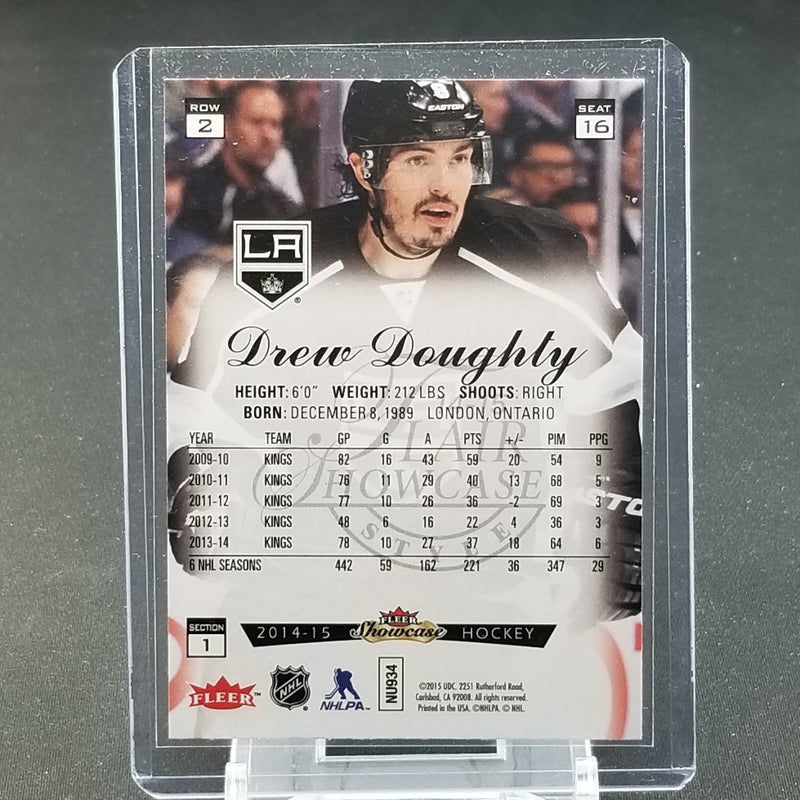 ROW
2
SEAT
16
EASTON
LA
Drew Doughty
HEIGHT: 6'0" WEIGHT: 212 LBS SHOOTS: RIGHT
BORN: DECEMBER 8, 1989 LONDON, ONTARIO
FLAIR
SHOWCASE
STYLE
YEAR TEAM GP G A PTS +/- PIM PPG
2009-10 KINGS 82 16 43 59 20 54 9
2010-11 KINGS 76 11 29 40 13 68 5
2011-12 KINGS 77 10 26 36 -2 69 3
2012-13 KINGS 48 6 16 22 4 36 3
2013-14 KINGS 78 10 27 37 18 64 6
6 NHL SEASONS 442 59 162 221 36 347 29
SECTION
1
2014-15 FLEER Showcase HOCKEY
FLEER™
NHL
NHLPA™
NU934
©2015 UDC. 2251 Rutherford Road,
Carlsbad, CA 92008. All rights reserved.
Printed in the USA. ©NHLPA. © NHL.